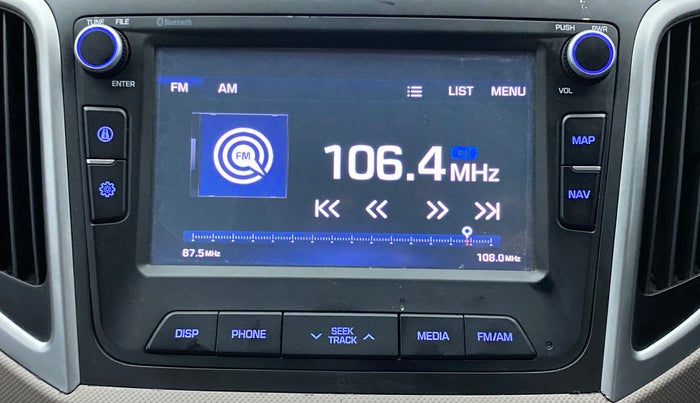 TUNE FILE
Bluetooth
PUSH PWR
ENTER
VOL
FM AM LIST MENU
FM
106.4 MHz
87.5 MHz
108.0 MHz
MAP
NAV
DISP
PHONE
SEEK
TRACK
MEDIA
FM/AM